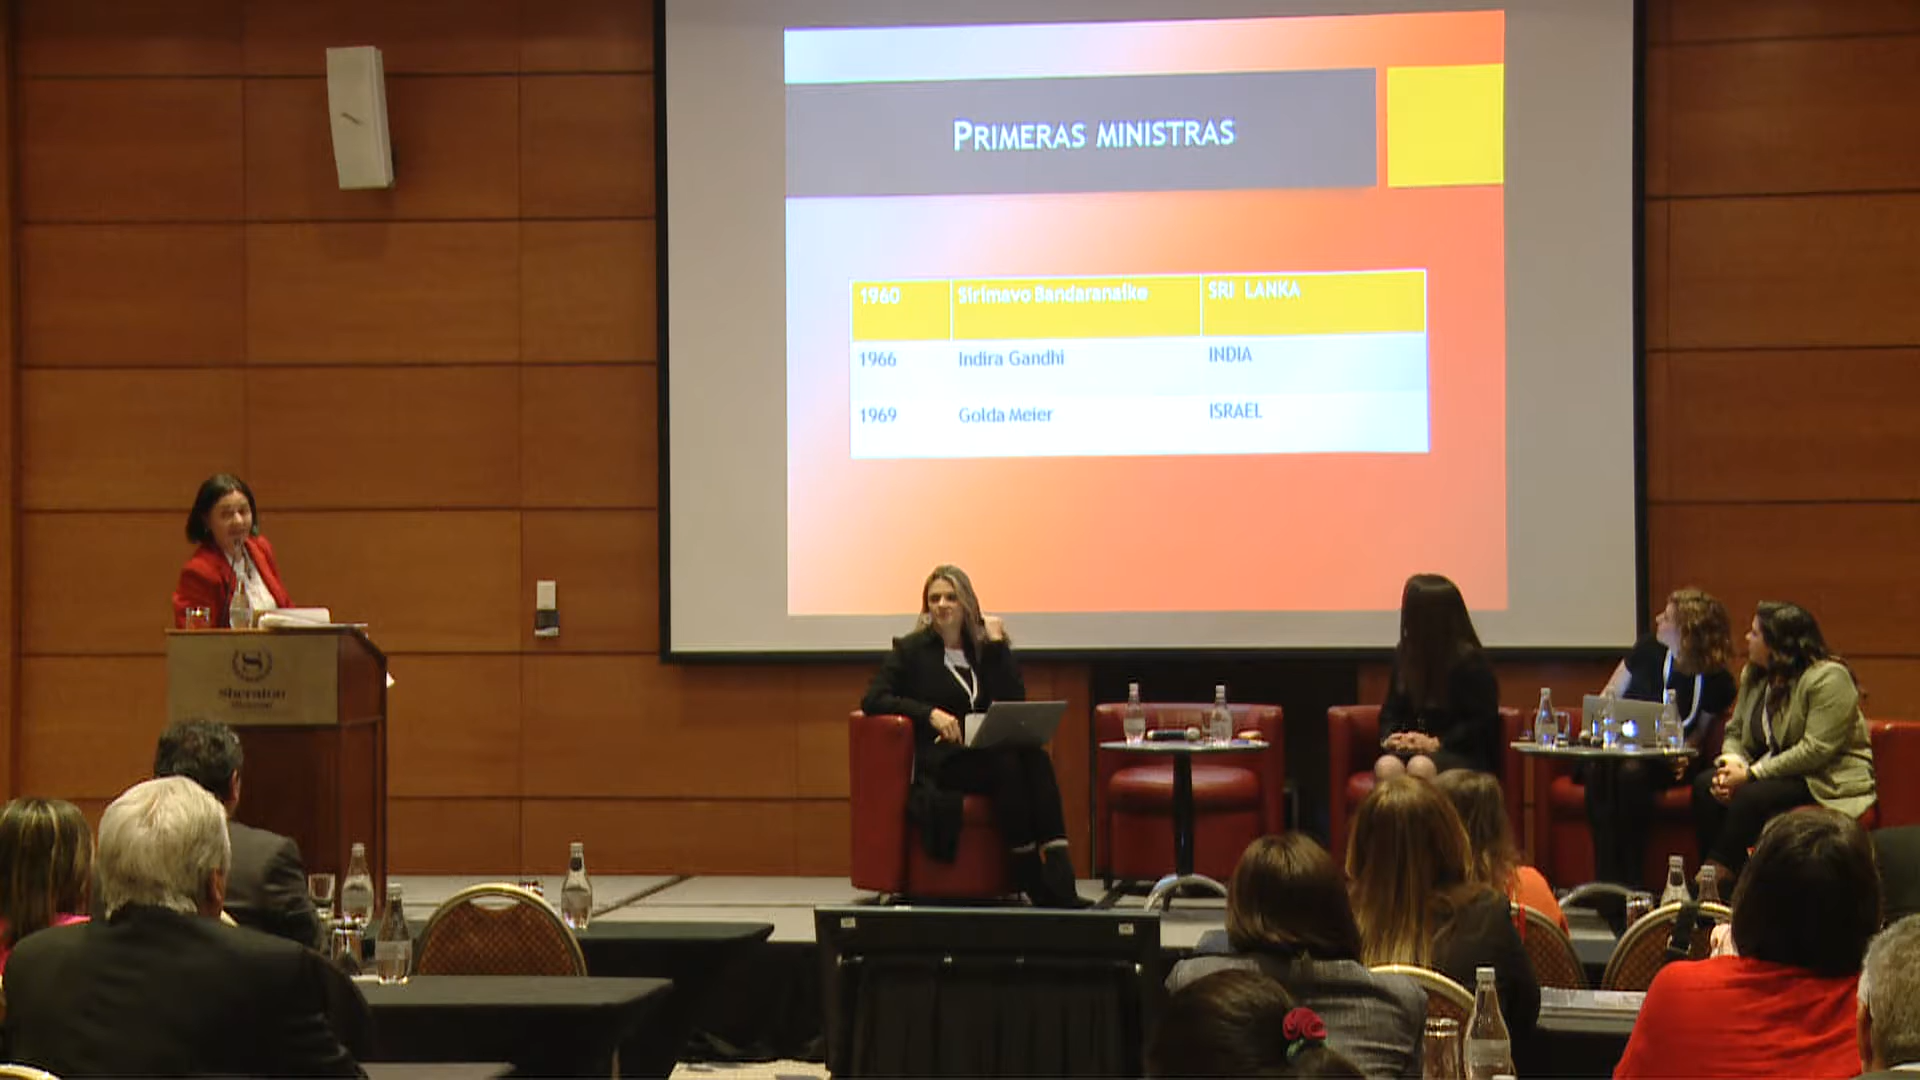 PRIMERAS MINISTRAS
1960 Sirimavo Bandaranaike SRI LANKA
1966 Indira Gandhi INDIA
1969 Golda Meier ISRAEL
S
Sheraton